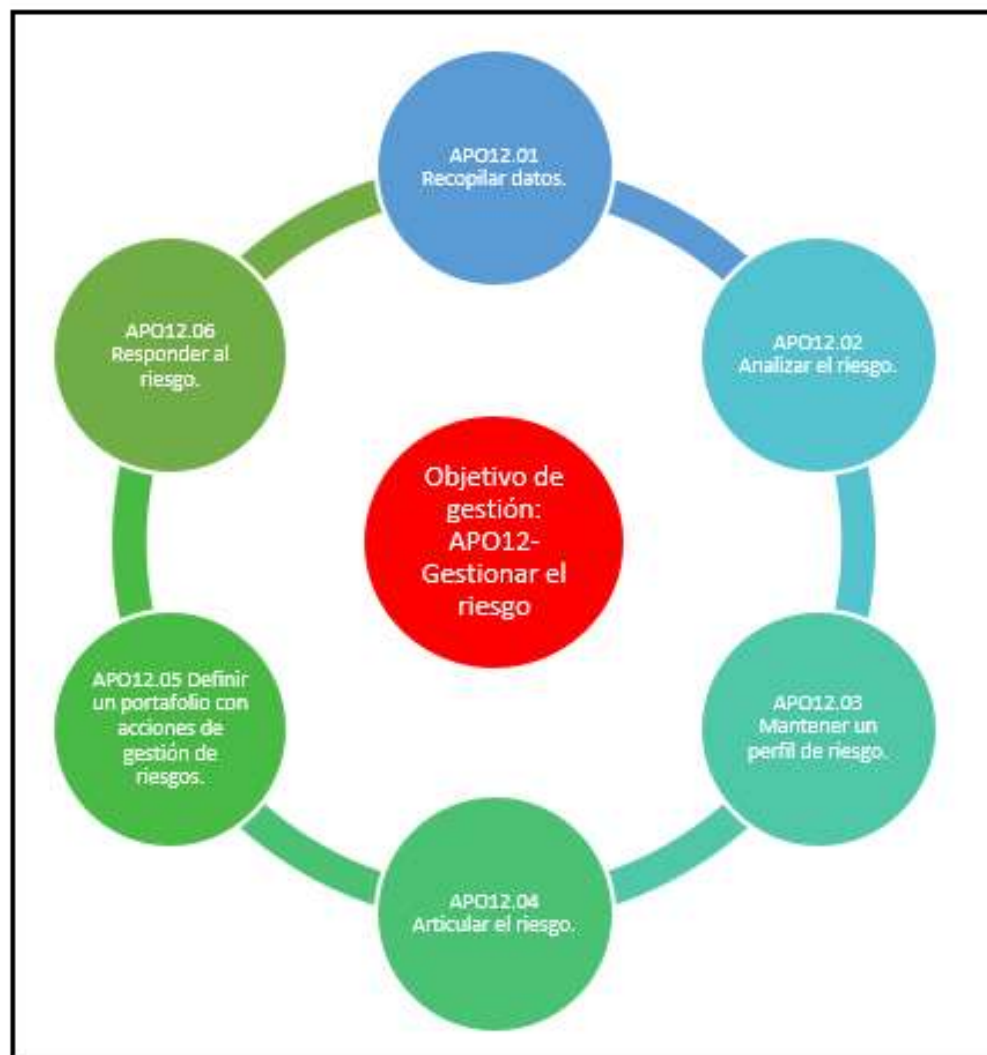 APO12.01
Recopilar datos.
APO12.02
Analizar el riesgo.
APO12.03
Mantener un
perfil de riesgo.
APO12.04
Articular el riesgo.
APO12.05 Definir
un portafolio con
acciones de
gestión de
riesgos.
APO12.06
Responder al
riesgo.
Objetivo de
gestión:
APO12-
Gestionar el
riesgo